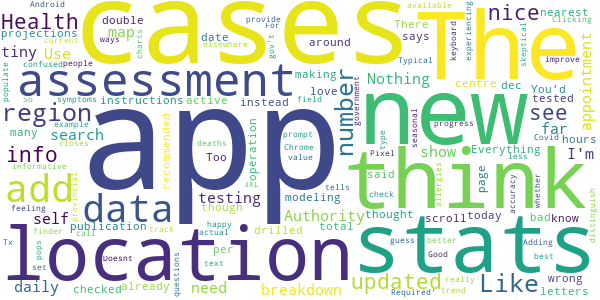 Android
double
provide
cases
The
nice
nearest
Health
map
There
ways
Clicking
projections
current
charts
says
available
tiny
Use
elsewhere
date
For
around
skeptical
experiencing
confused
people
gov't
keyboard
dec
populate
symptoms
improve
assessment
new
appointment
centre
You'd
tested
region
instructions
active
making
love
instead
number
field
government
Typical
Nothing
see
hours
So
many
search
far
I'm
example
closes
Everything
type
progress
seasonal
Covid
info
app
recommended
deaths
operation
prompt
Chrome
value
show
Pixel
page
less
Too
XL
think
informative
add
data
tells
said
check
allergies
accuracy
whether
distinguish
self
testing
though
modeling
Authority
thought
scroll
today
bad
know
provincial
feeling
publication
happy
actual
total
guess
better
Adding
best
finder
call
track
text
per
questions
location
stats
Tx
pops
set
drilled
need
updated
Like
wrong
daily
checked
already
breakdown
Doesnt
Good
really
trend
Required
letters